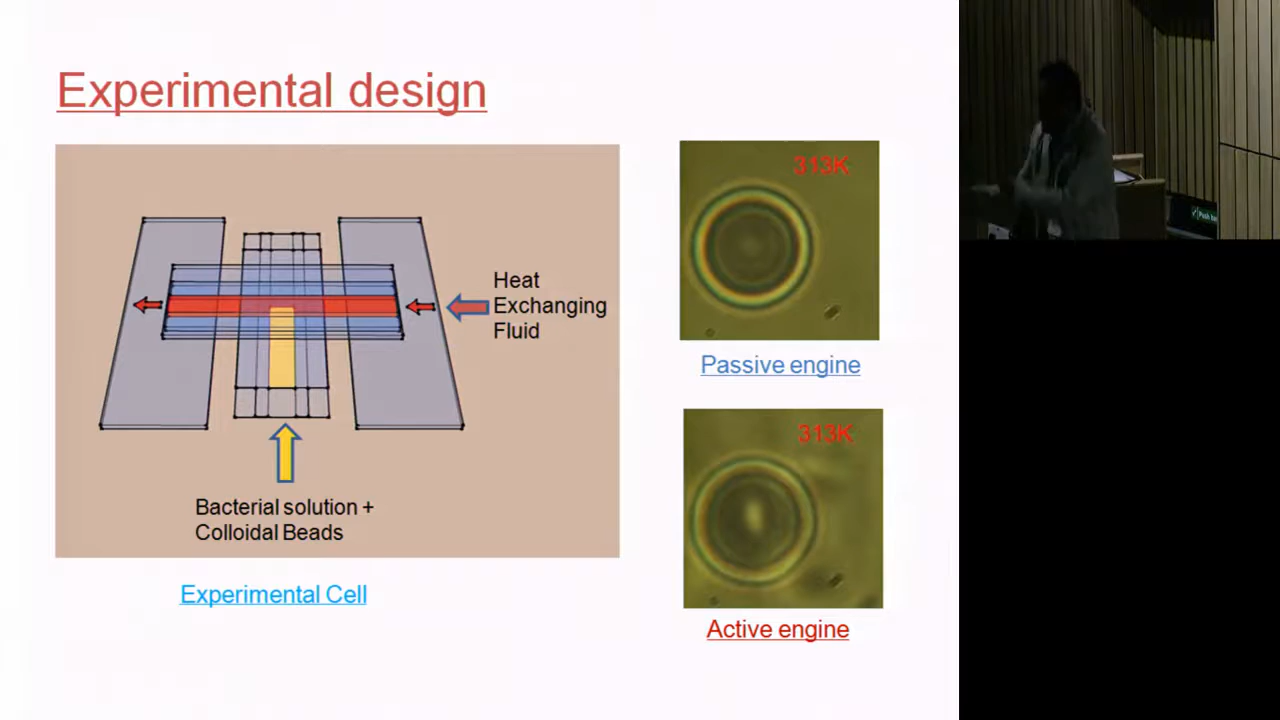 Experimental design
Heat
Exchanging
Fluid
Bacterial solution +
Colloidal Beads
Experimental Cell
313K
Passive engine
313K
Active engine